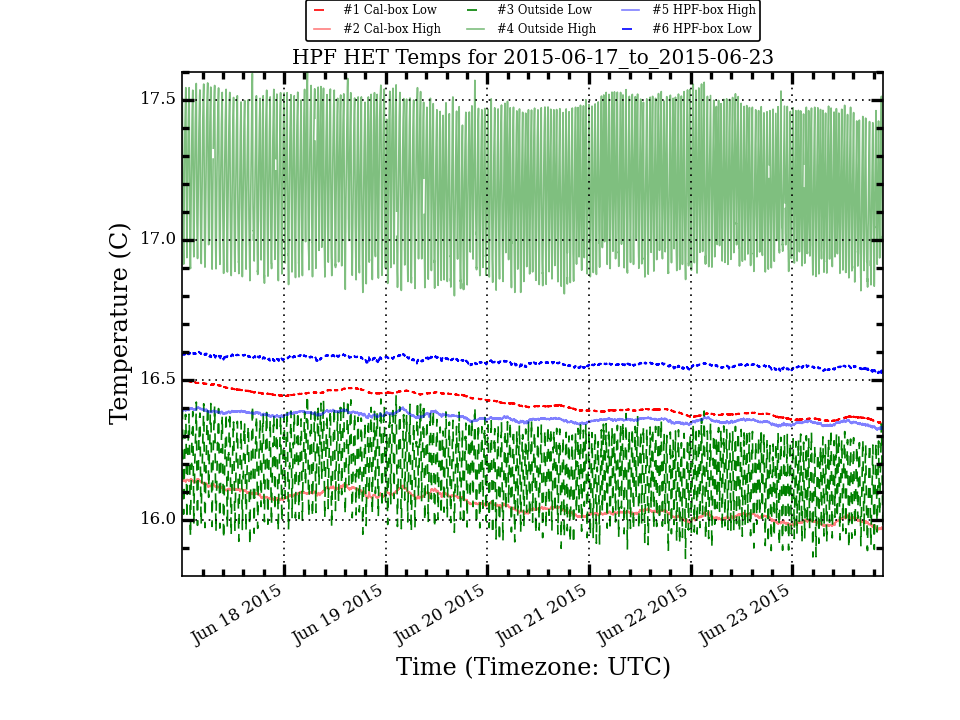 #1 Cal-box Low #3 Outside Low #5 HPF-box High
#2 Cal-box High #4 Outside High #6 HPF-box Low
HPF HET Temps for 2015-06-17_to_2015-06-23
17.5
17.0
16.5
16.0
Temperature (C)
Jun 18 2015 Jun 19 2015 Jun 20 2015 Jun 21 2015 Jun 22 2015 Jun 23 2015
Time (Timezone: UTC)